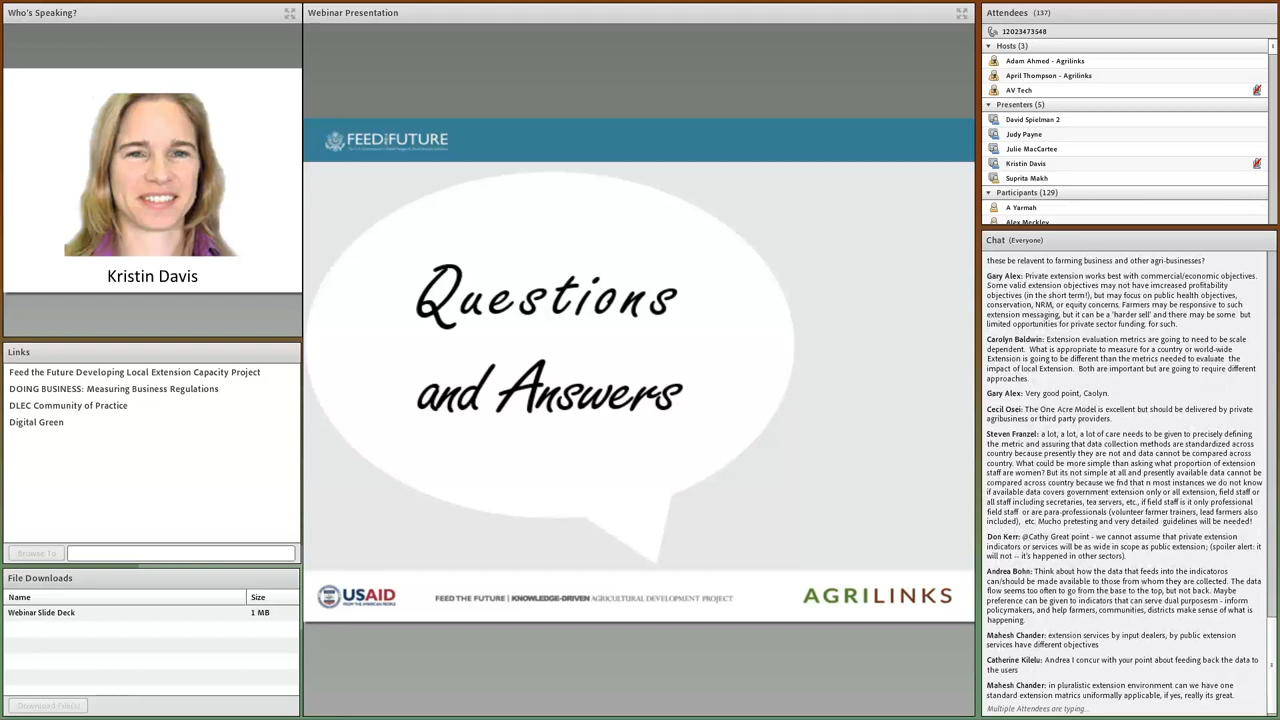 Who's Speaking?
Kristin Davis
Links
Feed the Future Developing Local Extension Capacity Project
DOING BUSINESS: Measuring Business Regulations
DLEC Community of Practice
Digital Green
Browse To
File Downloads
Name Size
Webinar Slide Deck 1 MB
Download File(s)
Webinar Presentation
FEED THE FUTURE
Questions
and Answers
USAID
FROM THE AMERICAN PEOPLE
FEED THE FUTURE | KNOWLEDGE-DRIVEN AGRICULTURAL DEVELOPMENT PROJECT
AGRILINKS
Attendees (137)
12023473548
Hosts (3)
Adam Ahmed - Agrilinks
April Thompson - Agrilinks
AV Tech
Presenters (5)
David Spielman 2
Judy Payne
Julie MacCartee
Kristin Davis
Suprita Makh
Participants (129)
A Yarmah
Alex Meckley
Chat (Everyone)
these be relavent to farming business and other agri-businesses?
Gary Alex: Private extension works best with commercial/economic objectives.
Some valid extension objectives may not have imcreased profitability
objectives (in the short term!), but may focus on public health objectives,
conservation, NRM, or equity concerns. Farmers may be responsive to such
extension messaging, but it can be a 'harder sell' and there may be some but
limited opportunities for private sector funding. for such.
Carolyn Baldwin: Extension evaluation metrics are going to need to be scale
dependent. What is appropriate to measure for a country or world-wide
Extension is going to be different than the metrics needed to evaluate the
impact of local Extension. Both are important but are going to require different
approaches.
Gary Alex: Very good point, Caolyn.
Cecil Osei: The One Acre Model is excellent but should be delivered by private
agribusiness or third party providers.
Steven Franzel: a lot, a lot, a lot of care needs to be given to precisely defining
the metric and assuring that data collection methods are standardized across
country because presently they are not and data cannot be compared across
country. What could be more simple than asking what proportion of extension
staff are women? But its not simple at all and presently available data cannot be
compared across country because we find that n most instances we do not know
if available data covers government extension only or all extension, field staff or
all staff including secretaries, tea servers, etc., if field staff is it only professional
field staff or are para-professionals (volunteer farmer trainers, lead farmers also
included), etc. Mucho pretesting and very detailed guidelines will be needed!
Don Kerr: @Cathy Great point - we cannot assume that private extension
indicators or services will be as wide in scope as public extension; (spoiler alert: it
will not -- it's happened in other sectors).
Andrea Bohn: Think about how the data that feeds into the indicatoros
can/should be made available to those from whom they are collected. The data
flow seems too often to go from the base to the top, but not back. Maybe
preference can be given to indicators that can serve dual purposesm - inform
policymakers, and help farmers, communities, districts make sense of what is
happening.
Mahesh Chander: extension services by input dealers, by public extension
services have different objectives
Catherine Kilelu: Andrea I concur with your point about feeding back the data to
the users
Mahesh Chander: in pluralistic extension environment can we have one
standard extension matrics uniformally applicable, if yes, really its great.
Multiple Attendees are typing...